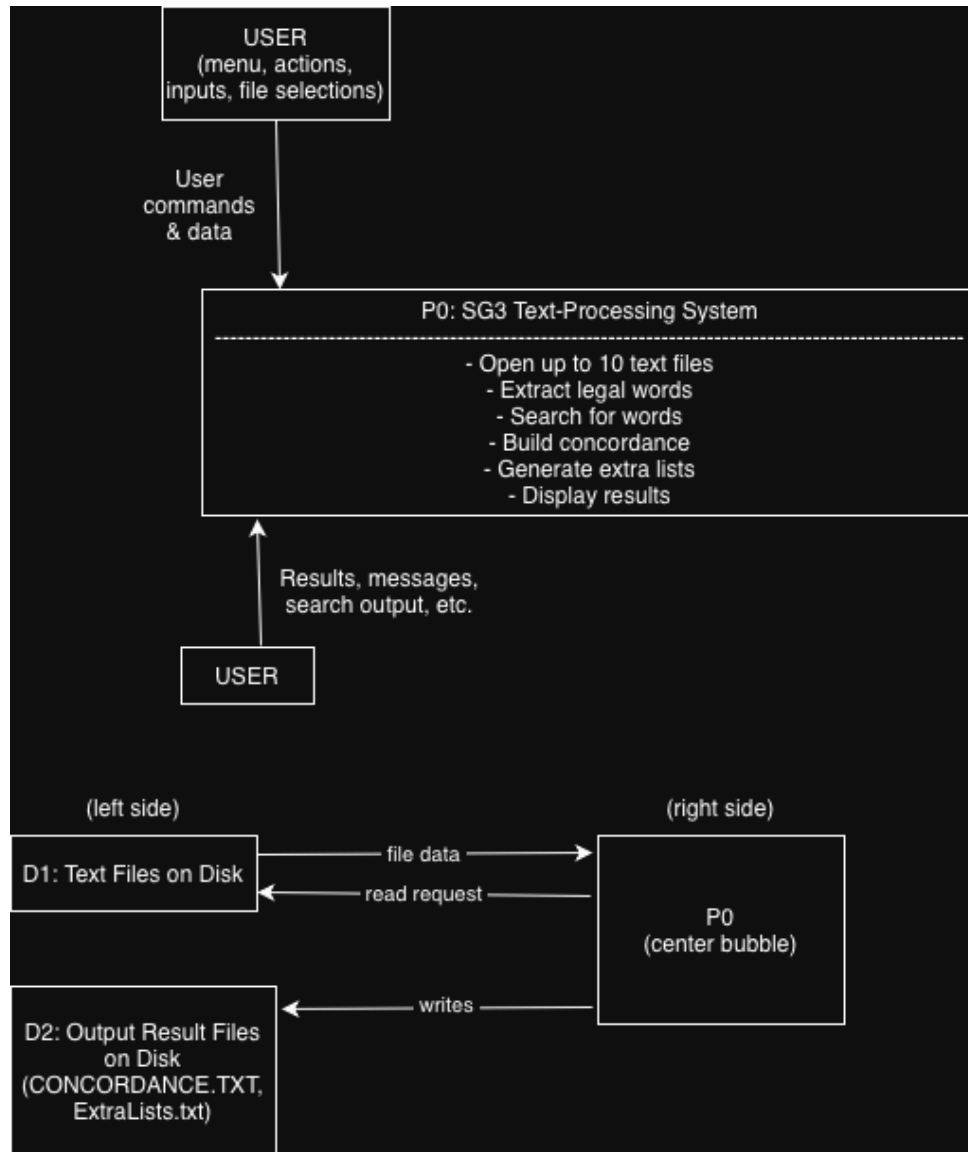 USER
(menu, actions,
inputs, file selections)
User
commands
& data
P0: SG3 Text-Processing System
- Open up to 10 text files
- Extract legal words
- Search for words
- Build concordance
- Generate extra lists
- Display results
Results, messages,
search output, etc.
USER
(left side)
(right side)
D1: Text Files on Disk
file data
read request
P0
(center bubble)
writes
D2: Output Result Files
on Disk
(CONCORDANCE.TXT,
ExtraLists.txt)